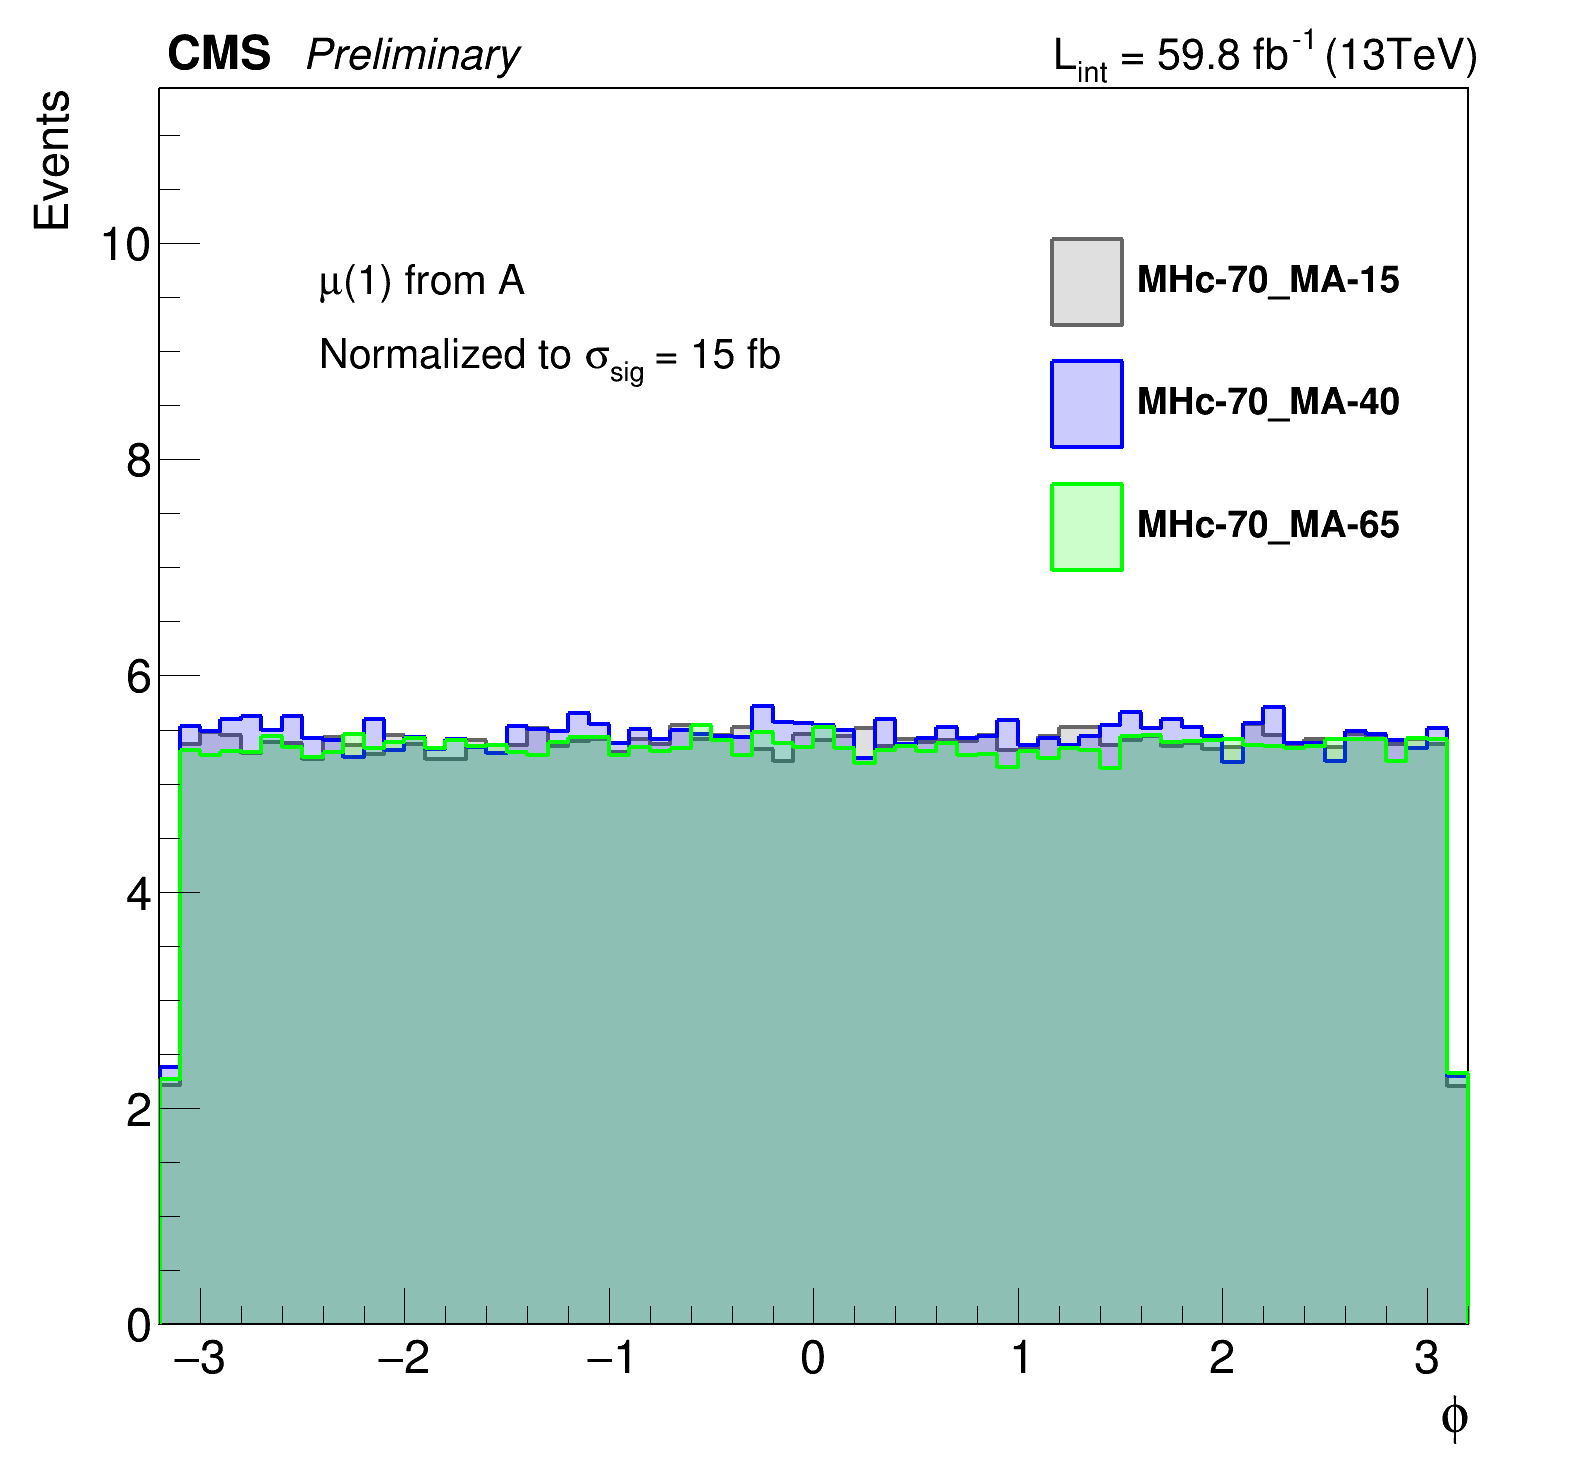 CMS Preliminary L_int = 59.8 fb^-1 (13TeV)
Events
10
8
6
4
2
0
μ(1) from A
Normalized to σ_sig = 15 fb
MHc-70_MA-15
MHc-70_MA-40
MHc-70_MA-65
−3 −2 −1 0 1 2 3
ϕ